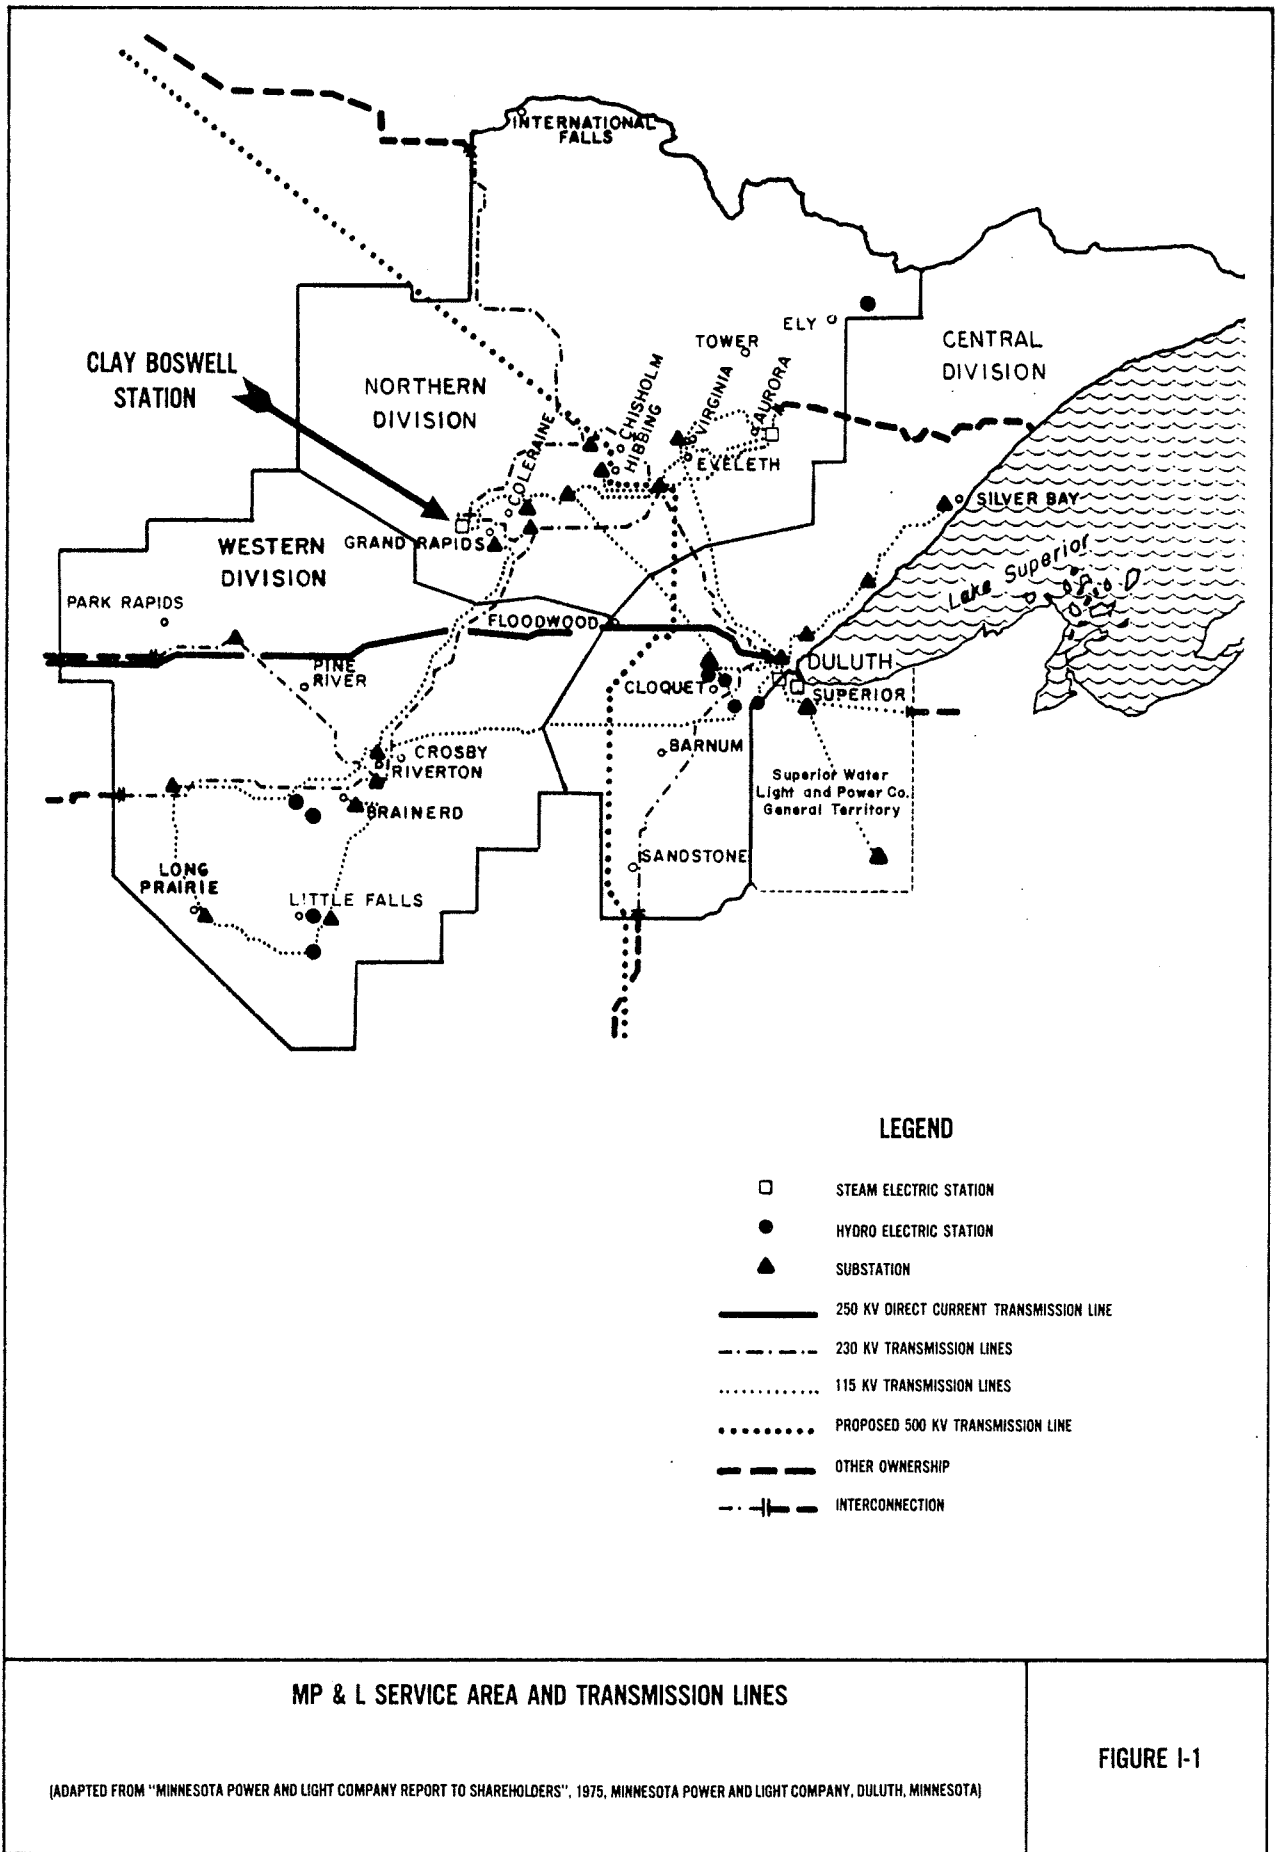 INTERNATIONAL
FALLS
ELY
TOWER
CENTRAL
DIVISION
CLAY BOSWELL
STATION
NORTHERN
DIVISION
CHISHOLM
HIBBING
VIRGINIA
AURORA
COLERAINE
EVELETH
SILVER BAY
GRAND RAPIDS
WESTERN
DIVISION
Lake Superior
PARK RAPIDS
FLOODWOOD
DULUTH
PINE
RIVER
CLOQUET
SUPERIOR
BARNUM
CROSBY
RIVERTON
Superior Water
Light and Power Co.
General Territory
BRAINERD
SANDSTONE
LONG
PRAIRIE
LITTLE FALLS
LEGEND
STEAM ELECTRIC STATION
HYDRO ELECTRIC STATION
SUBSTATION
250 KV DIRECT CURRENT TRANSMISSION LINE
230 KV TRANSMISSION LINES
115 KV TRANSMISSION LINES
PROPOSED 500 KV TRANSMISSION LINE
OTHER OWNERSHIP
INTERCONNECTION
MP & L SERVICE AREA AND TRANSMISSION LINES
FIGURE I-1
(ADAPTED FROM "MINNESOTA POWER AND LIGHT COMPANY REPORT TO SHAREHOLDERS", 1975, MINNESOTA POWER AND LIGHT COMPANY, DULUTH, MINNESOTA)